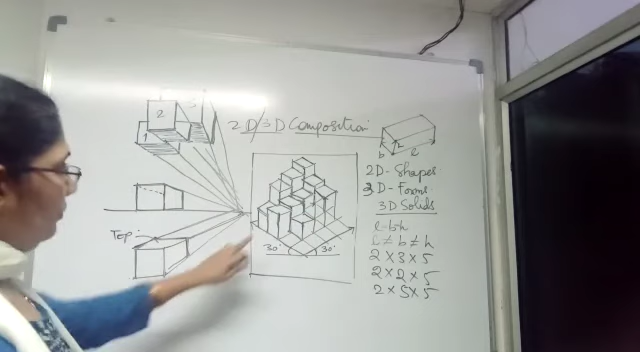 2D/3D Composition
1
2
3
Top
30°
30°
b
h
l
2D- Shapes
3D- Forms
3D Solids
l-bh
l ≠ b ≠ h
2 × 3 × 5
2 × 2 × 5
2 × 5 × 5